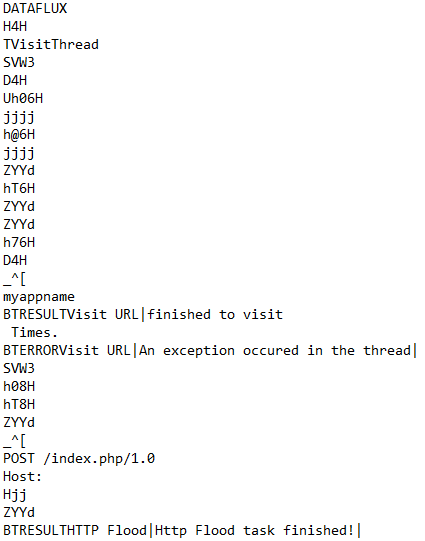 DATAFLUX
H4H
TVisitThread
SVW3
D4H
Uh06H
jjjj
h@6H
jjjj
ZYYd
hT6H
ZYYd
ZYYd
h76H
D4H
_^[
myappname
BTRESULTVisit URL|finished to visit
 Times.
BTERRORVisit URL|An exception occured in the thread|
SVW3
h08H
hT8H
ZYYd
_^[
POST /index.php/1.0
Host:
Hjj
ZYYd
BTRESULTHTTP Flood|Http Flood task finished!|